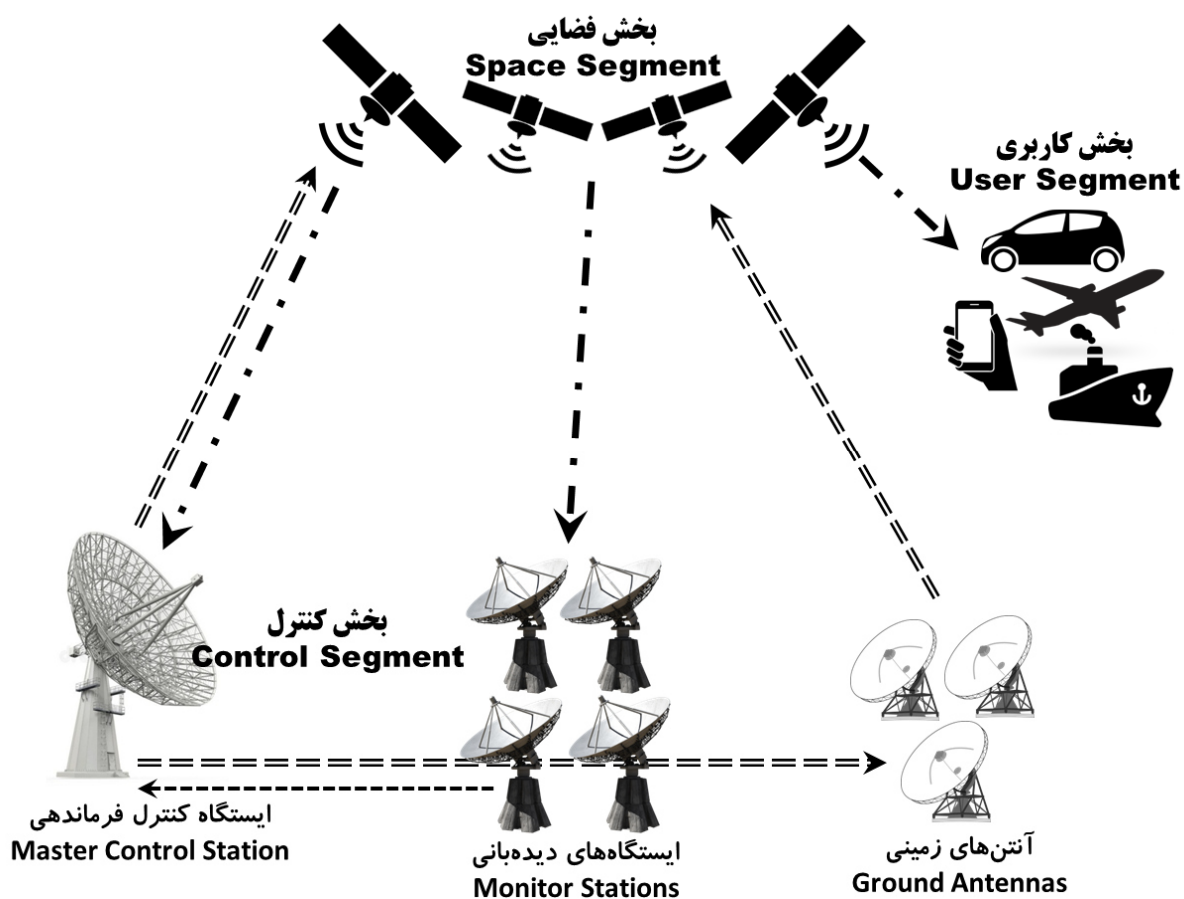 بخش فضایی
Space Segment
بخش کاربری
User Segment
بخش کنترل
Control Segment
ایستگاه کنترل فرماندهی
Master Control Station
ایستگاه‌های دیده‌بانی
Monitor Stations
آنتن‌های زمینی
Ground Antennas